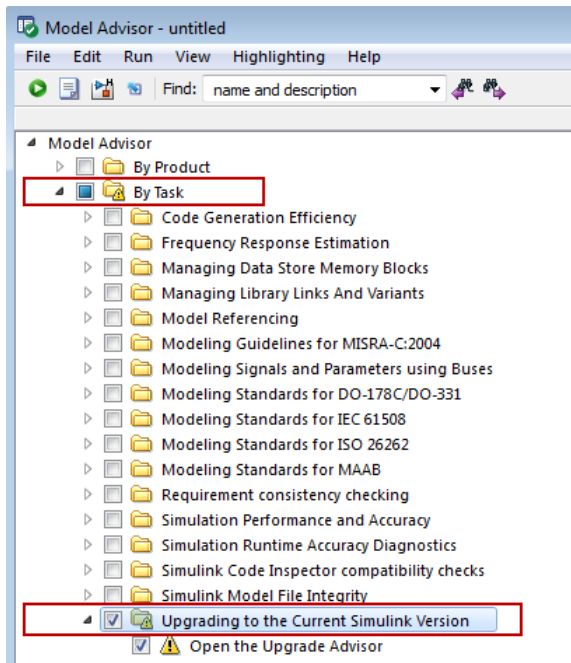 Model Advisor - untitled
File Edit Run View Highlighting Help
Find: name and description
Model Advisor
By Product
By Task
Code Generation Efficiency
Frequency Response Estimation
Managing Data Store Memory Blocks
Managing Library Links And Variants
Model Referencing
Modeling Guidelines for MISRA-C:2004
Modeling Signals and Parameters using Buses
Modeling Standards for DO-178C/DO-331
Modeling Standards for IEC 61508
Modeling Standards for ISO 26262
Modeling Standards for MAAB
Requirement consistency checking
Simulation Performance and Accuracy
Simulation Runtime Accuracy Diagnostics
Simulink Code Inspector compatibility checks
Simulink Model File Integrity
Upgrading to the Current Simulink Version
Open the Upgrade Advisor